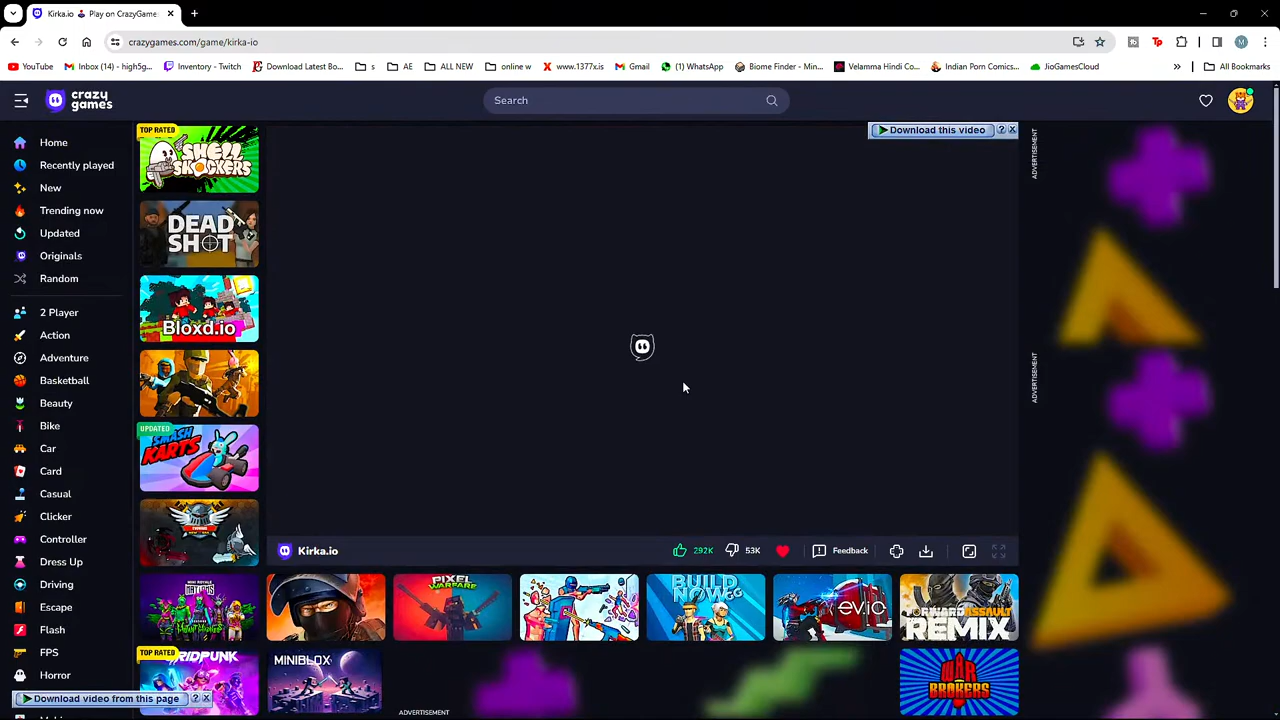 Kirka.io
Play on CrazyGame
crazygames.com/game/kirka-io
M
YouTube
Inbox (14) - high5g...
Inventory - Twitch
Download Latest Bo...
s
AE
ALL NEW
online w
www.1377x.is
Gmail
(1) WhatsApp
Biome Finder - Min...
Velamma Hindi Co...
Indian Porn Comics...
JioGamesCloud
»
All Bookmarks
crazy
games
Search
Home
Recently played
New
Trending now
Updated
Originals
Random
2 Player
Action
Adventure
Basketball
Beauty
Bike
Car
Card
Casual
Clicker
Controller
Dress Up
Driving
Escape
Flash
FPS
Horror
TOP RATED
SHELL
SHOCKERS
DEAD
SHOT
Bloxd.io
UPDATED
SMASH
KARTS
Download this video
?
ADVERTISEMENT
ADVERTISEMENT
Kirka.io
292K
53K
Feedback
MINI ROYALE
NATIONS
PIXEL
WARFARE
BUILD
NOW GG
EV.IO
FORWARD ASSAULT
REMIX
TOP RATED
RIDPUNK
MINIBLOX
WAR
BROKERS
Download video from this page
?
ADVERTISEMENT